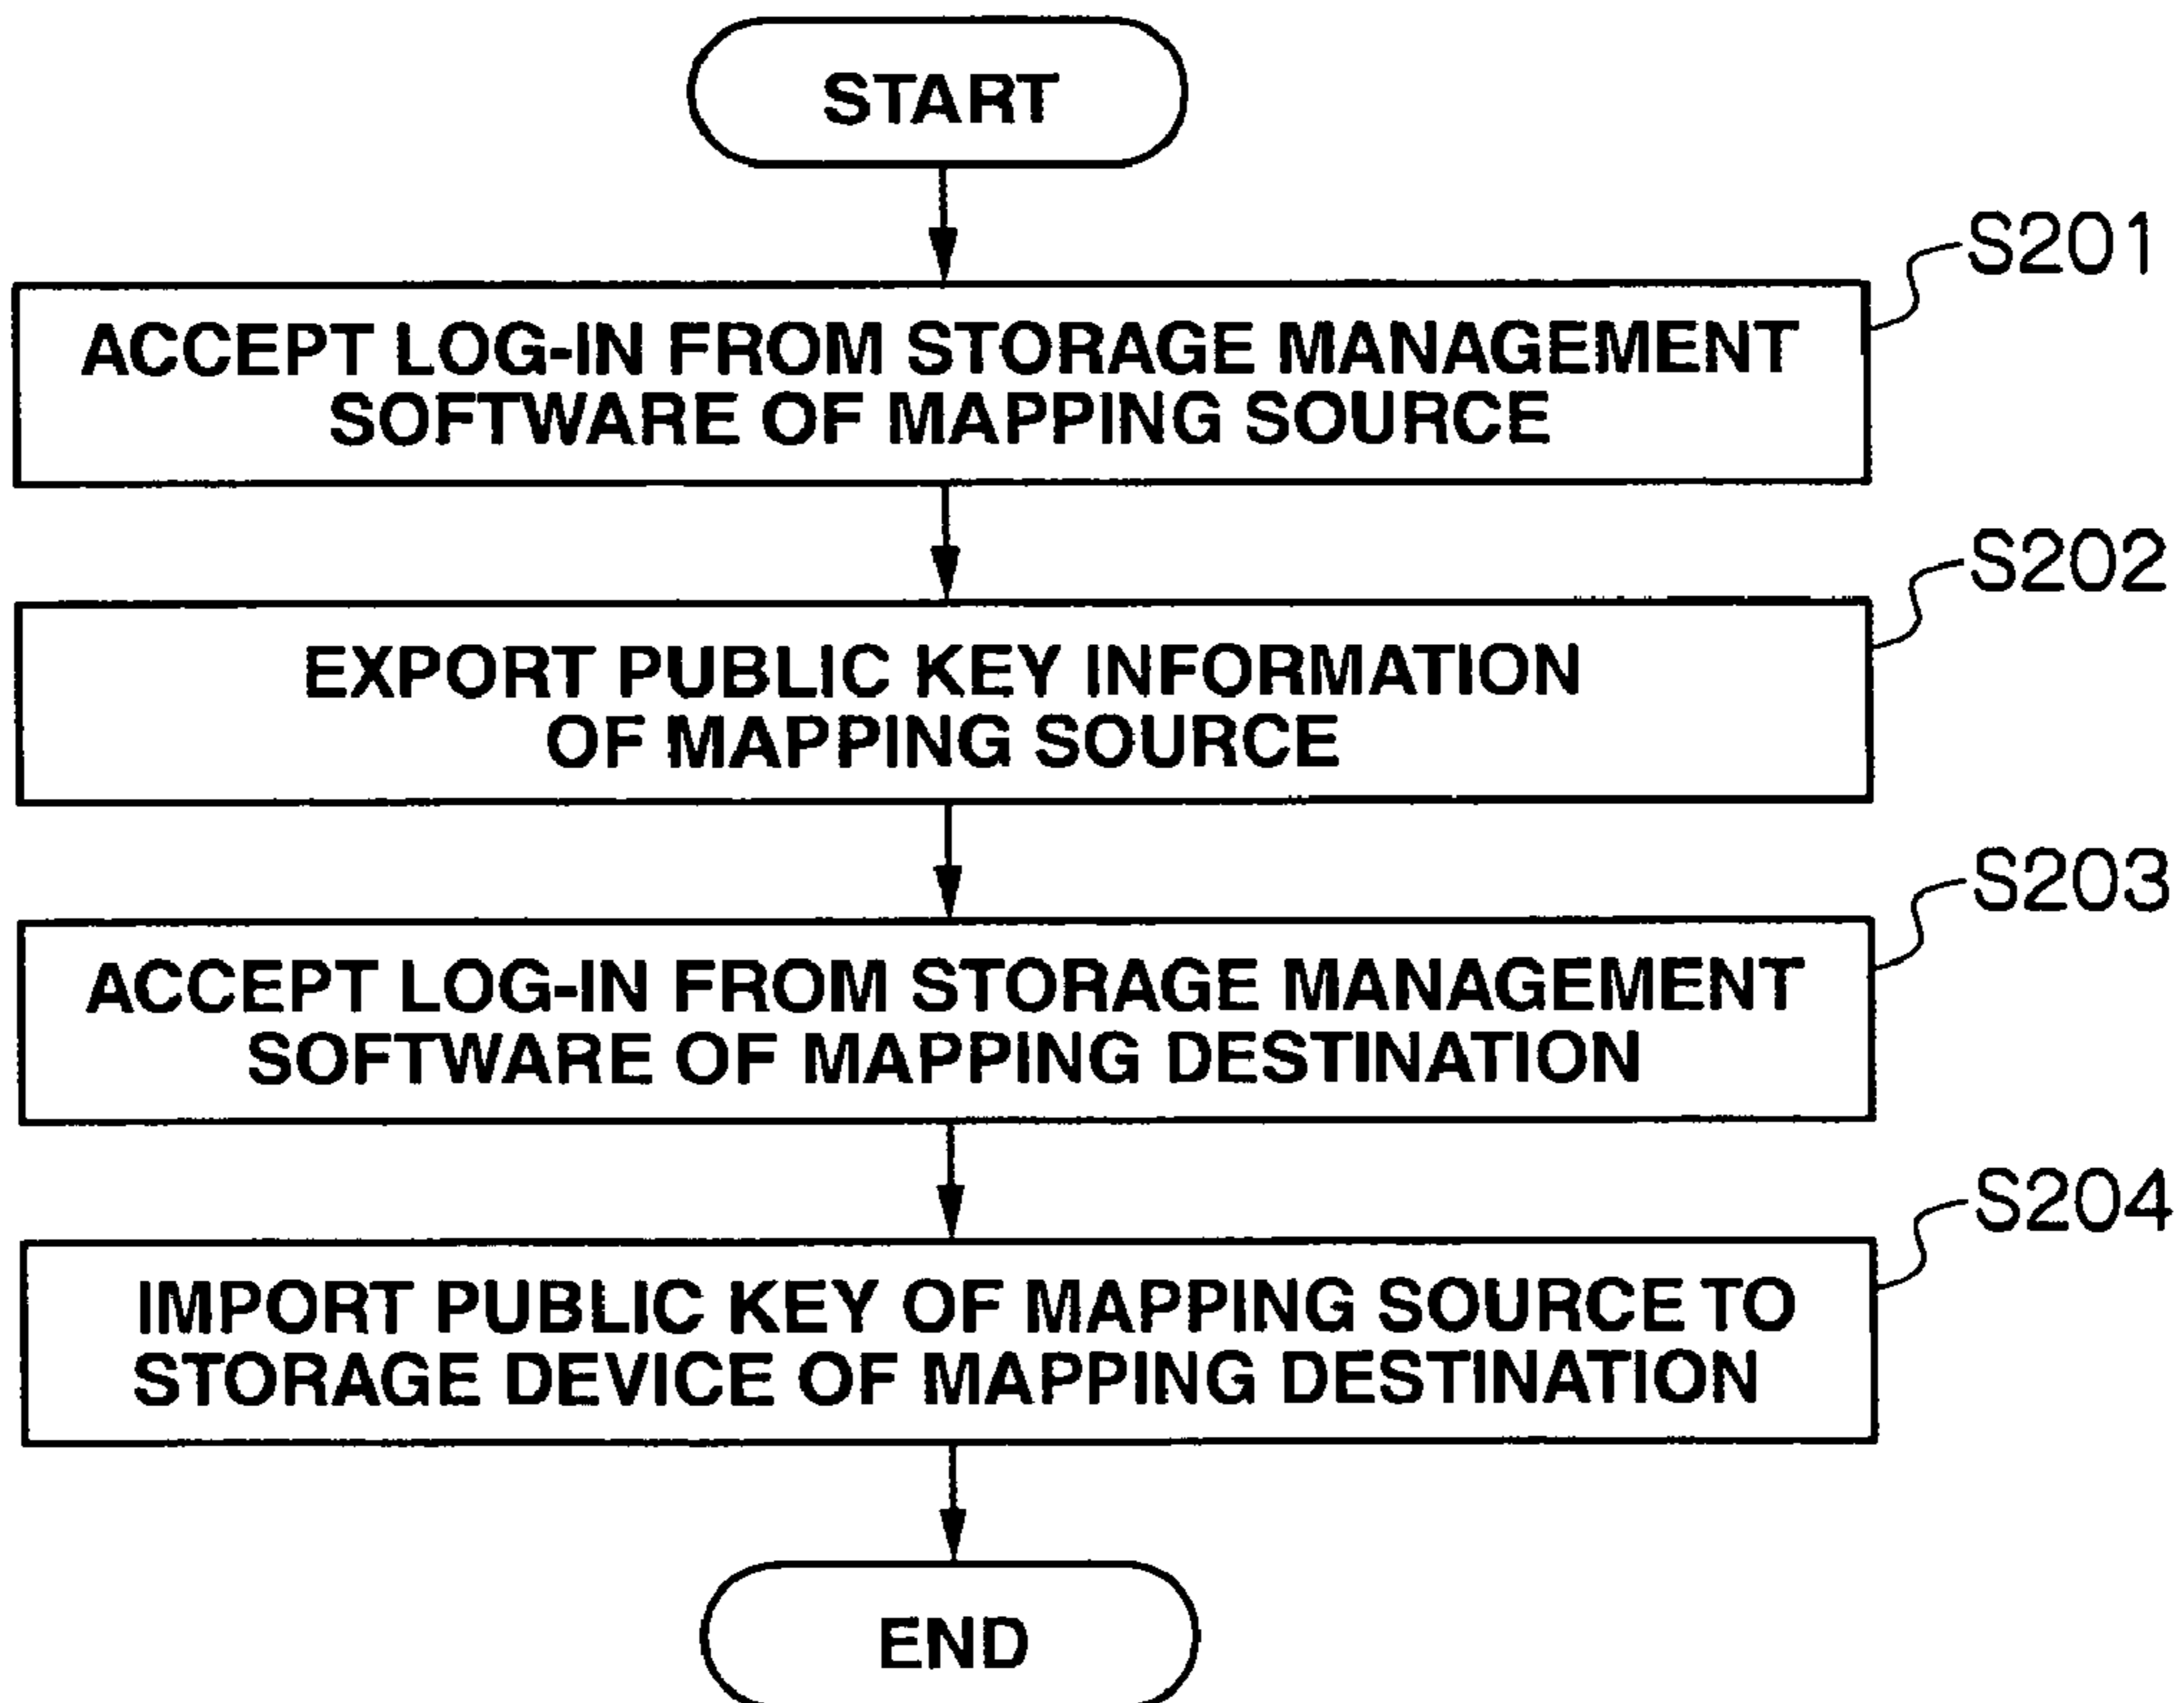 START
S201
ACCEPT LOG-IN FROM STORAGE MANAGEMENT
SOFTWARE OF MAPPING SOURCE
S202
EXPORT PUBLIC KEY INFORMATION
OF MAPPING SOURCE
S203
ACCEPT LOG-IN FROM STORAGE MANAGEMENT
SOFTWARE OF MAPPING DESTINATION
S204
IMPORT PUBLIC KEY OF MAPPING SOURCE TO
STORAGE DEVICE OF MAPPING DESTINATION
END